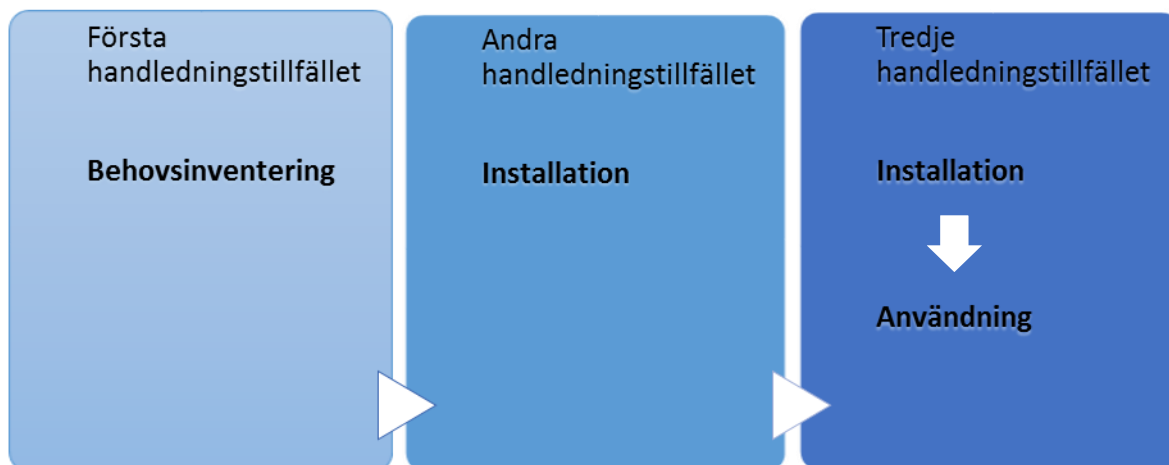 Första
handledningstillfället
Behovsinventering
Andra
handledningstillfället
Installation
Tredje
handledningstillfället
Installation
Användning